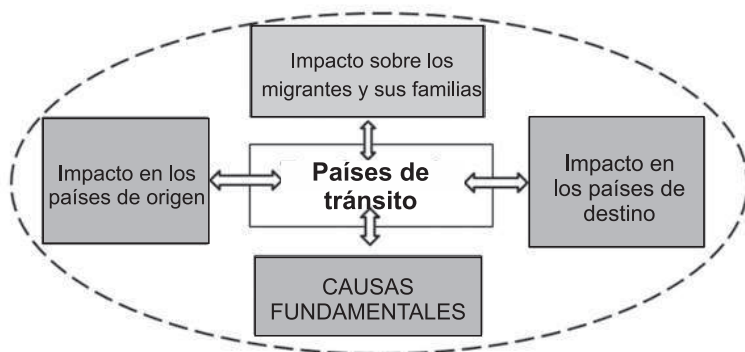 Impacto sobre los
migrantes y sus familias
Impacto en los
países de origen
Países de
tránsito
Impacto en
los países de
destino
CAUSAS
FUNDAMENTALES